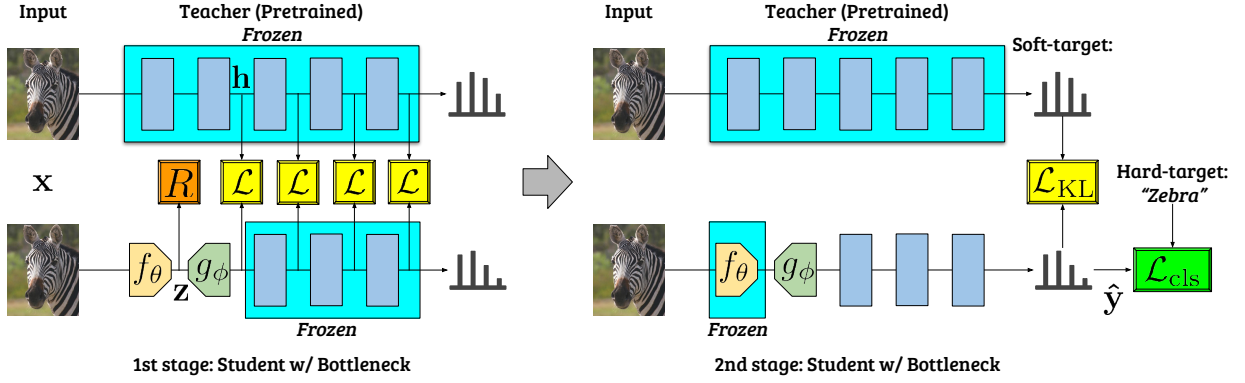 Input
Teacher (Pretrained)
Frozen
h
x
R
ℒ
ℒ
ℒ
ℒ
f_θ
z
g_ϕ
Frozen
1st stage: Student w/ Bottleneck
Input
Teacher (Pretrained)
Frozen
Soft-target:
ℒ_KL
Hard-target:
“Zebra”
f_θ
g_ϕ
ŷ
ℒ_cls
Frozen
2nd stage: Student w/ Bottleneck